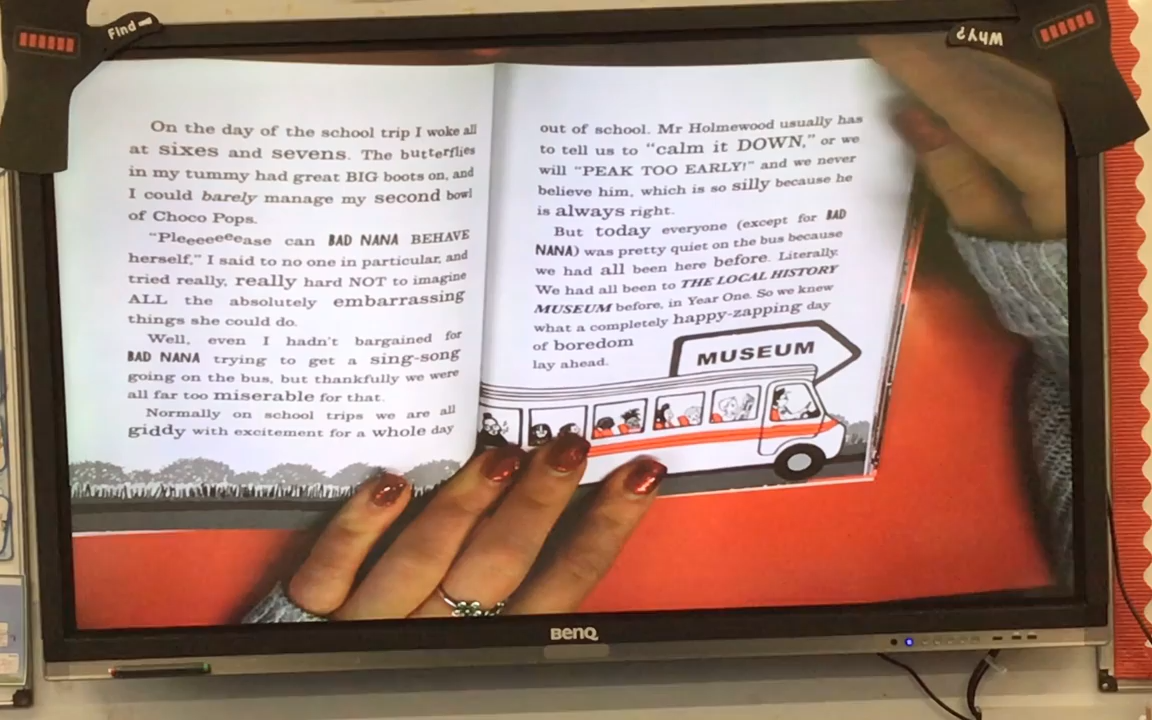 Find
Why?
On the day of the school trip I woke all
at sixes and sevens. The butterflies
in my tummy had great BIG boots on, and
I could barely manage my second bowl
of Choco Pops.
“Pleeeeeease can BAD NANA BEHAVE
herself,” I said to no one in particular, and
tried really, really hard NOT to imagine
ALL the absolutely embarrassing
things she could do.
Well, even I hadn't bargained for
BAD NANA trying to get a sing-song
going on the bus, but thankfully we were
all far too miserable for that.
Normally on school trips we are all
giddy with excitement for a whole day
out of school. Mr Holmewood usually has
to tell us to “calm it DOWN,” or we
will “PEAK TOO EARLY!” and we never
believe him, which is so silly because he
is always right.
But today everyone (except for BAD
NANA) was pretty quiet on the bus because
we had all been here before. Literally.
We had all been to THE LOCAL HISTORY
MUSEUM before, in Year One. So we knew
what a completely happy-zapping day
of boredom
lay ahead.
MUSEUM
BenQ